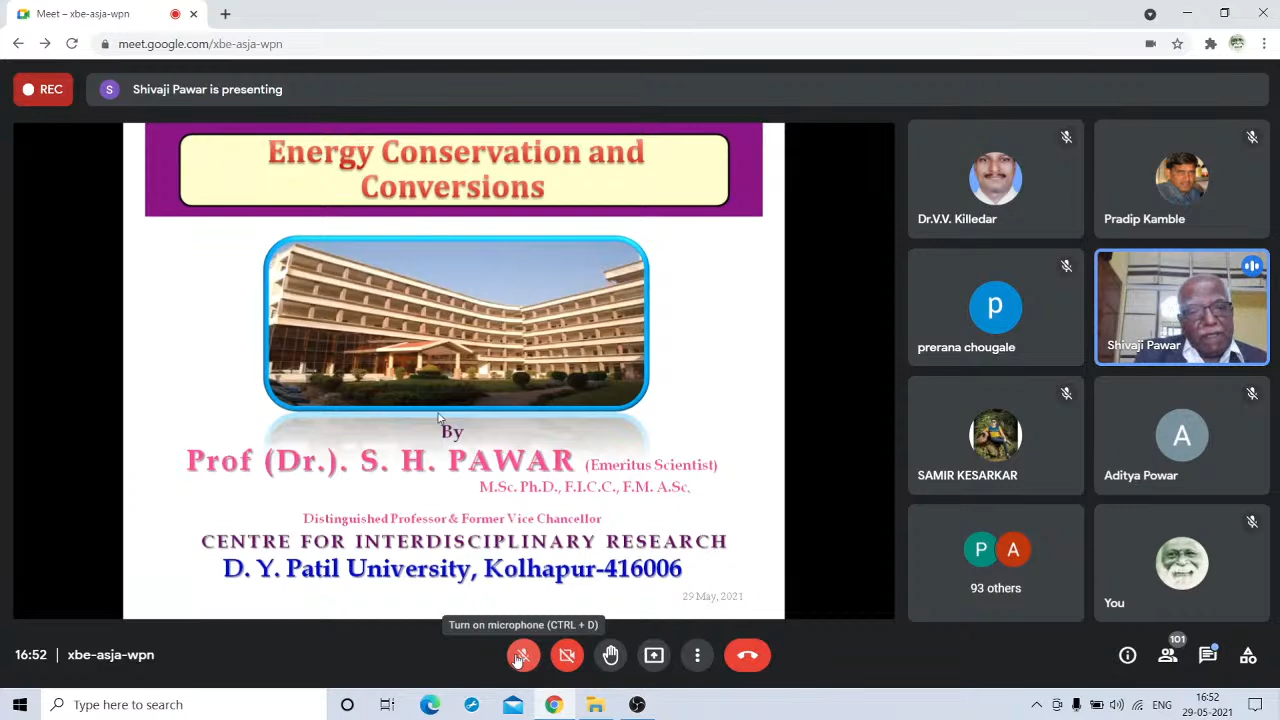 Meet – xbe-asja-wpn
meet.google.com/xbe-asja-wpn
REC
S
Shivaji Pawar is presenting
Energy Conservation and
Conversions
By
Prof (Dr.). S. H. PAWAR (Emeritus Scientist)
M.Sc. Ph.D., F.I.C.C., F.M. A.Sc.
Distinguished Professor & Former Vice Chancellor
CENTRE FOR INTERDISCIPLINARY RESEARCH
D. Y. Patil University, Kolhapur-416006
29 May, 2021
Dr.V.V. Killedar
Pradip Kamble
p
prerana chougale
Shivaji Pawar
SAMIR KESARKAR
A
Aditya Powar
P A
93 others
You
Turn on microphone (CTRL + D)
16:52 | xbe-asja-wpn
101
Type here to search
ENG
16:52
29-05-2021